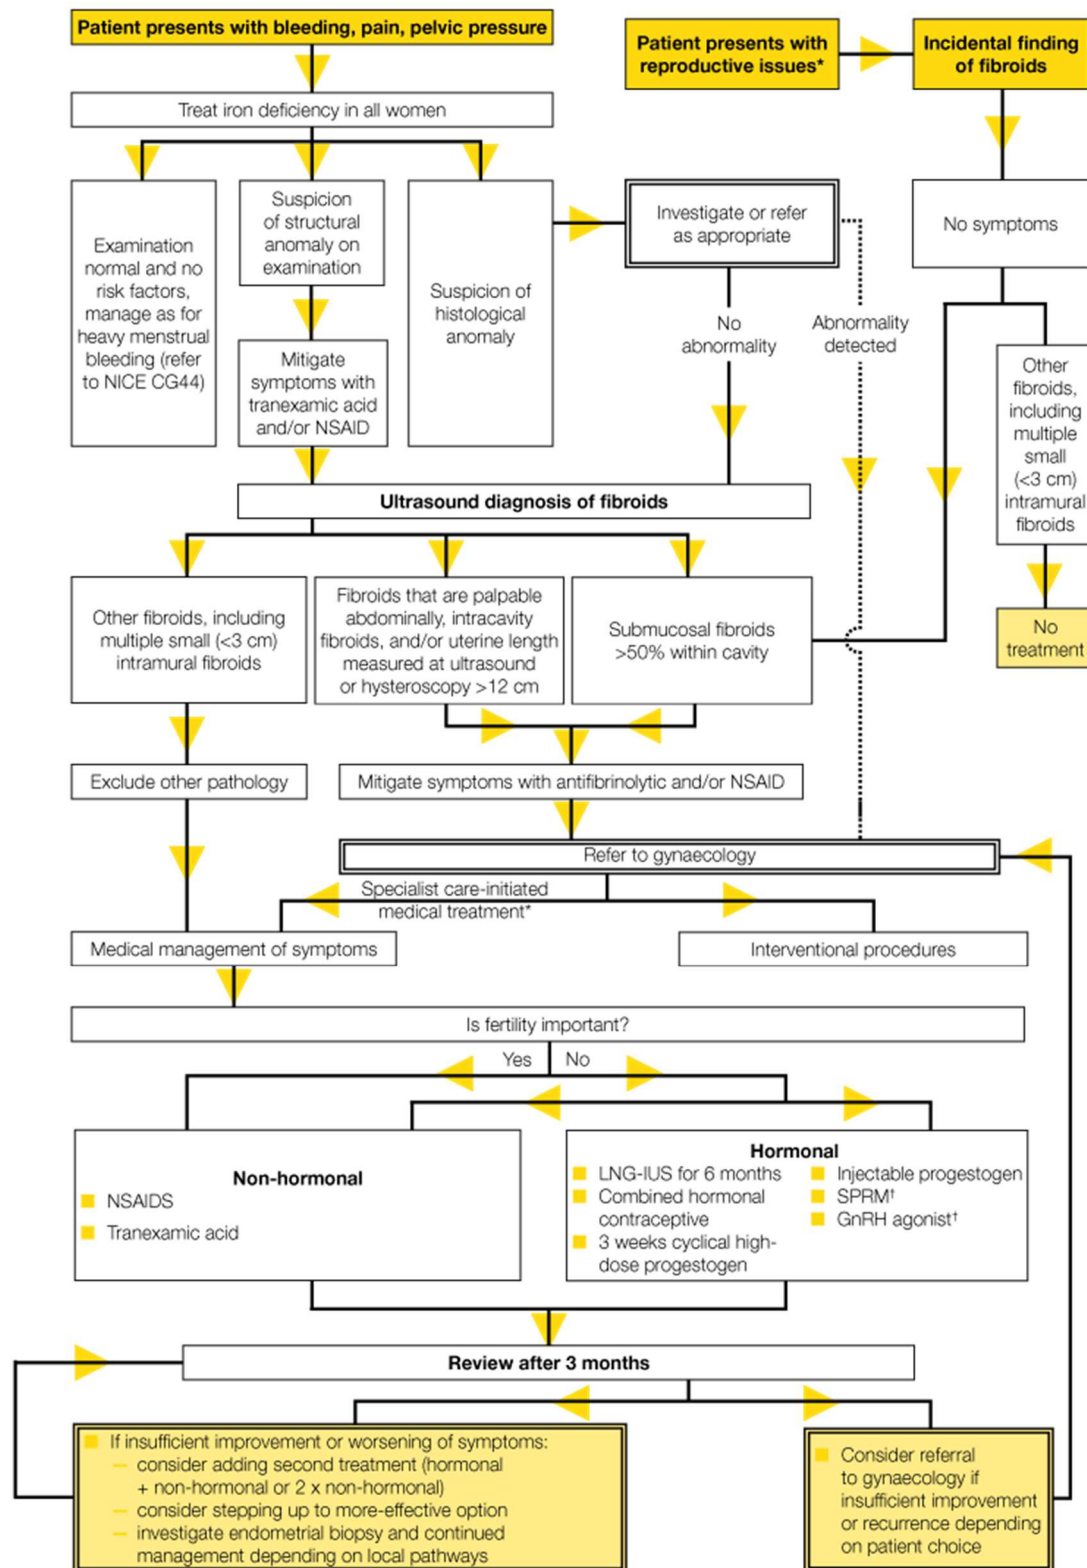 Patient presents with bleeding, pain, pelvic pressure
Patient presents with
reproductive issues*
Incidental finding
of fibroids
Treat iron deficiency in all women
Examination
normal and no
risk factors,
manage as for
heavy menstrual
bleeding (refer
to NICE CG44)
Suspicion
of structural
anomaly on
examination
Suspicion of
histological
anomaly
Investigate or refer
as appropriate
No symptoms
Mitigate
symptoms with
tranexamic acid
and/or NSAID
No
abnormality
Abnormality
detected
Other
fibroids,
including
multiple
small
(<3 cm)
intramural
fibroids
Ultrasound diagnosis of fibroids
Other fibroids, including
multiple small (<3 cm)
intramural fibroids
Fibroids that are palpable
abdominally, intracavity
fibroids, and/or uterine length
measured at ultrasound
or hysteroscopy >12 cm
Submucosal fibroids
>50% within cavity
No
treatment
Exclude other pathology
Mitigate symptoms with antifibrinolytic and/or NSAID
Refer to gynaecology
Specialist care-initiated
medical treatment*
Medical management of symptoms
Interventional procedures
Is fertility important?
Yes
No
Non-hormonal
NSAIDS
Tranexamic acid
Hormonal
LNG-IUS for 6 months
Combined hormonal
contraceptive
3 weeks cyclical high-
dose progestogen
Injectable progestogen
SPRM†
GnRH agonist†
Review after 3 months
If insufficient improvement or worsening of symptoms:
– consider adding second treatment (hormonal
+ non-hormonal or 2 x non-hormonal)
– consider stepping up to more-effective option
– investigate endometrial biopsy and continued
management depending on local pathways
Consider referral
to gynaecology if
insufficient improvement
or recurrence depending
on patient choice